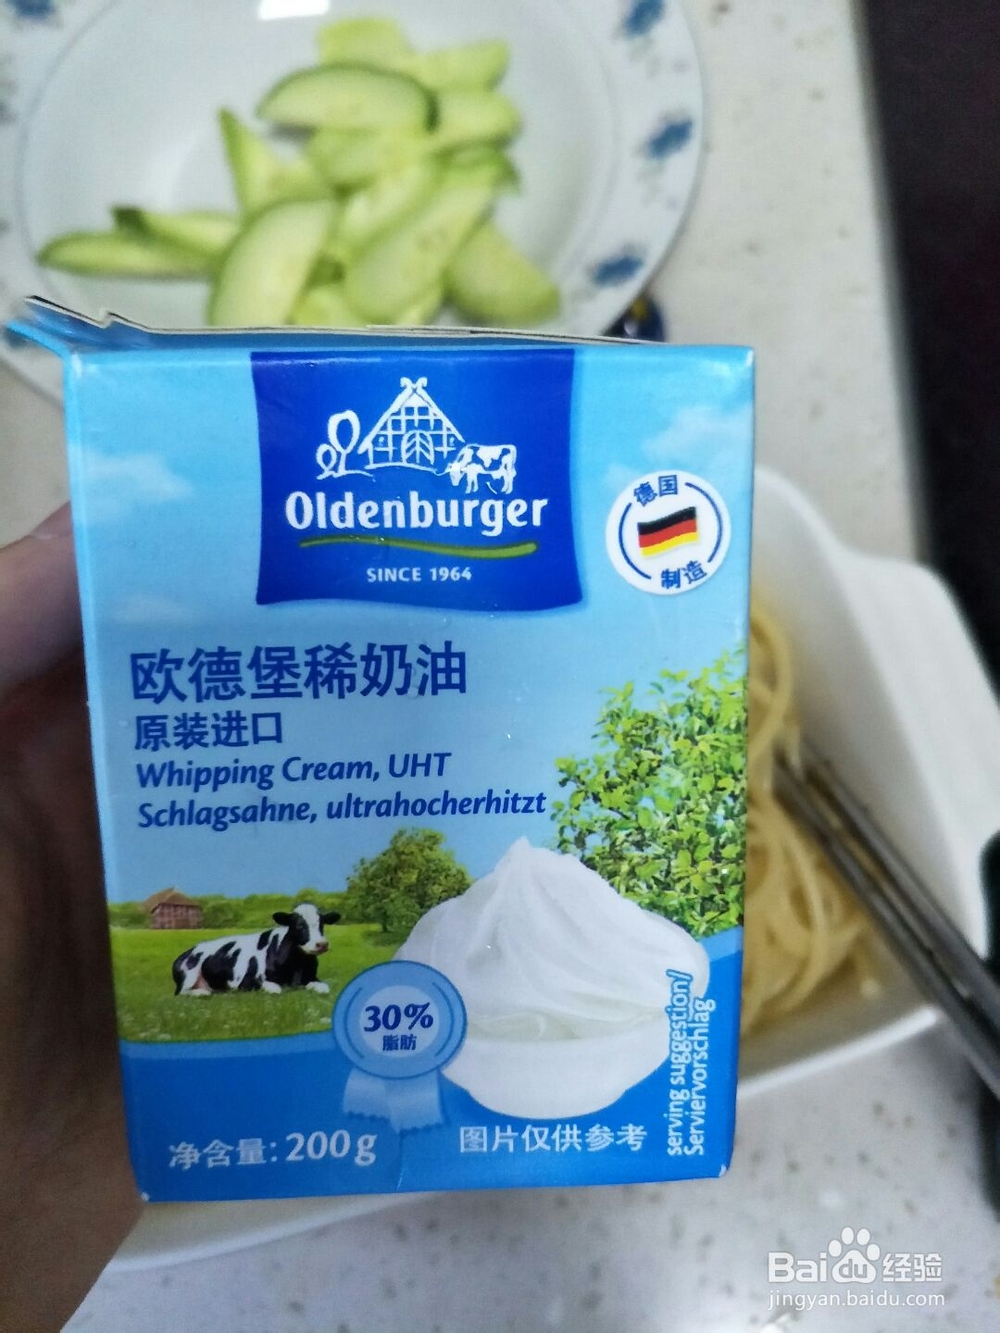 Oldenburger
SINCE 1964
德国
制造
欧德堡稀奶油
原装进口
Whipping Cream, UHT
Schlagsahne, ultrahocherhitzt
30%
脂肪
净含量: 200g
图片仅供参考
serving suggestion/
Serviervorschlag
Baidu经验
jingyan.baidu.com